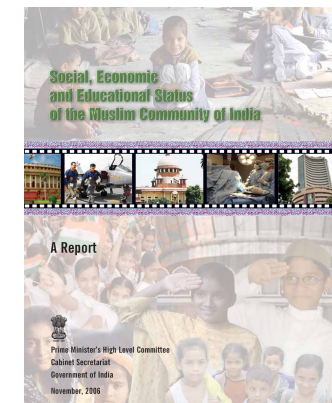 Social, Economic
and Educational Status
of the Muslim Community of India
A Report
Prime Minister's High Level Committee
Cabinet Secretariat
Government of India
November, 2006